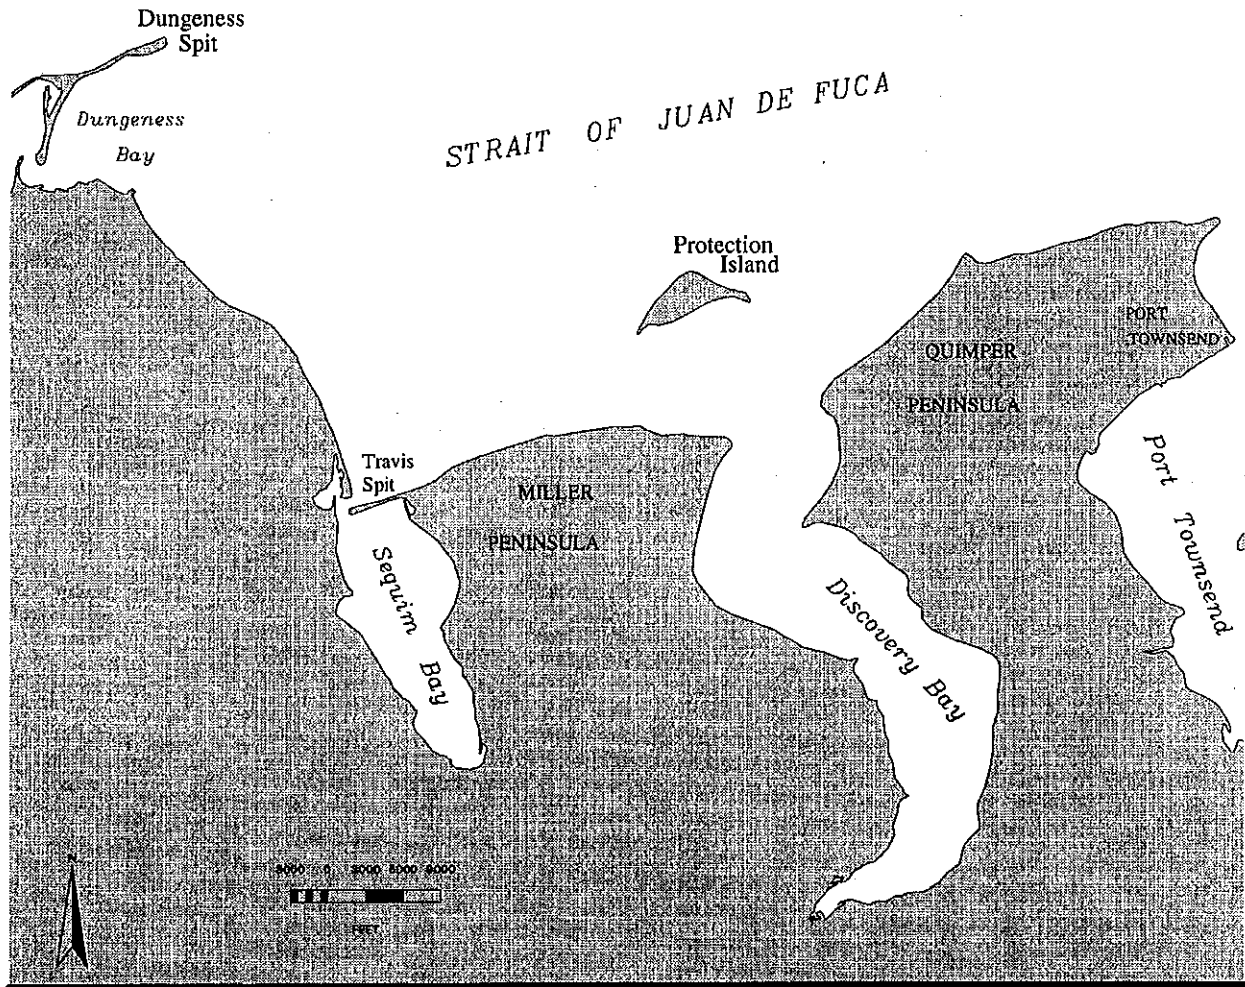 Dungeness
Spit
Dungeness
Bay
STRAIT OF JUAN DE FUCA
Protection
Island
PORT
TOWNSEND
QUIMPER
PENINSULA
Travis
Spit
MILLER
PENINSULA
Port Townsend
Sequim Bay
Discovery Bay
N
0
FEET